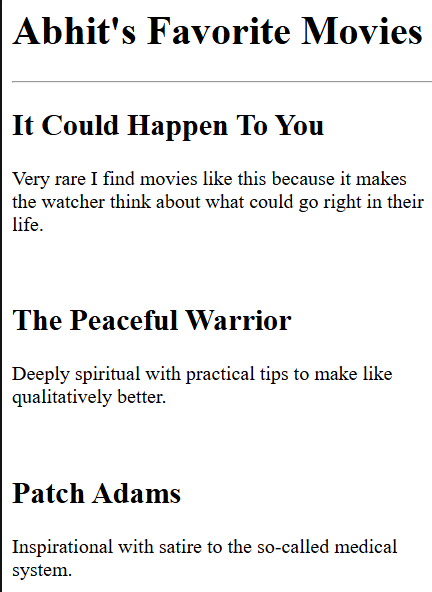 Abhit's Favorite Movies
It Could Happen To You
Very rare I find movies like this because it makes
the watcher think about what could go right in their
life.
The Peaceful Warrior
Deeply spiritual with practical tips to make like
qualitatively better.
Patch Adams
Inspirational with satire to the so-called medical
system.